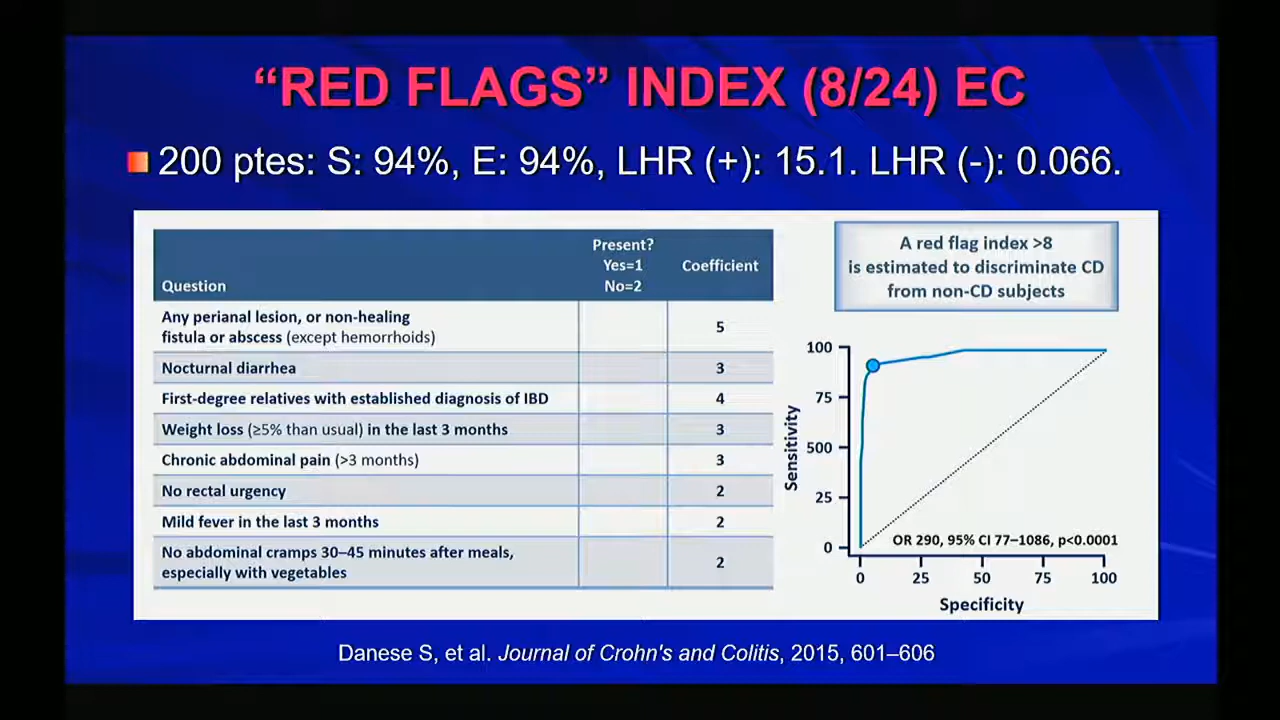 “RED FLAGS” INDEX (8/24) EC
200 ptes: S: 94%, E: 94%, LHR (+): 15.1. LHR (-): 0.066.
Question
Present?
Yes=1
No=2
Coefficient
Any perianal lesion, or non-healing
fistula or abscess (except hemorrhoids)
5
Nocturnal diarrhea
3
First-degree relatives with established diagnosis of IBD
4
Weight loss (≥5% than usual) in the last 3 months
3
Chronic abdominal pain (>3 months)
3
No rectal urgency
2
Mild fever in the last 3 months
2
No abdominal cramps 30–45 minutes after meals,
especially with vegetables
2
A red flag index >8
is estimated to discriminate CD
from non-CD subjects
Sensitivity
100
75
500
25
0
OR 290, 95% CI 77–1086, p<0.0001
0 25 50 75 100
Specificity
Danese S, et al. Journal of Crohn's and Colitis, 2015, 601–606